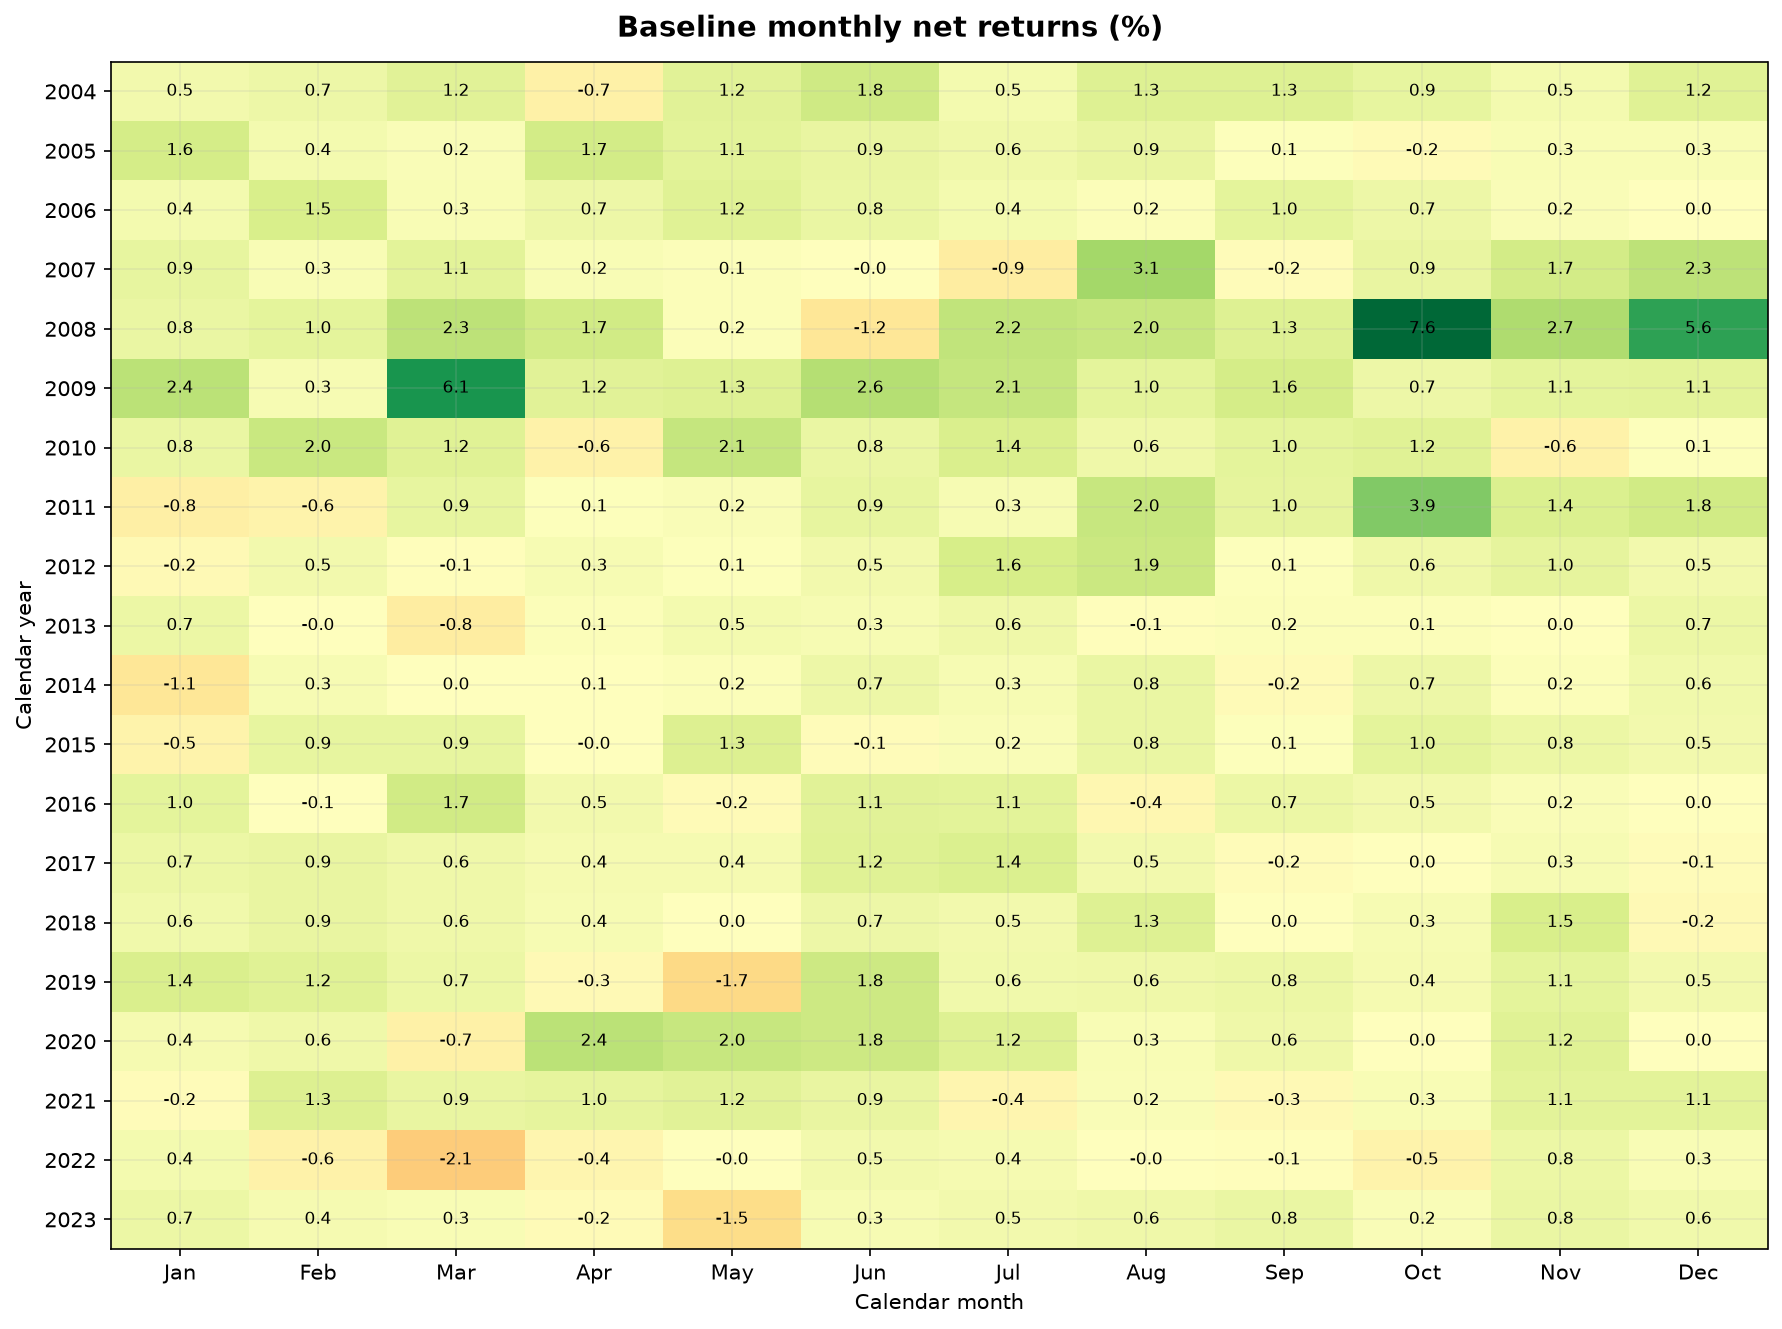 Baseline monthly net returns (%)
Calendar year
2004 0.5 0.7 1.2 -0.7 1.2 1.8 0.5 1.3 1.3 0.9 0.5 1.2
2005 1.6 0.4 0.2 1.7 1.1 0.9 0.6 0.9 0.1 -0.2 0.3 0.3
2006 0.4 1.5 0.3 0.7 1.2 0.8 0.4 0.2 1.0 0.7 0.2 0.0
2007 0.9 0.3 1.1 0.2 0.1 -0.0 -0.9 3.1 -0.2 0.9 1.7 2.3
2008 0.8 1.0 2.3 1.7 0.2 -1.2 2.2 2.0 1.3 7.6 2.7 5.6
2009 2.4 0.3 6.1 1.2 1.3 2.6 2.1 1.0 1.6 0.7 1.1 1.1
2010 0.8 2.0 1.2 -0.6 2.1 0.8 1.4 0.6 1.0 1.2 -0.6 0.1
2011 -0.8 -0.6 0.9 0.1 0.2 0.9 0.3 2.0 1.0 3.9 1.4 1.8
2012 -0.2 0.5 -0.1 0.3 0.1 0.5 1.6 1.9 0.1 0.6 1.0 0.5
2013 0.7 -0.0 -0.8 0.1 0.5 0.3 0.6 -0.1 0.2 0.1 0.0 0.7
2014 -1.1 0.3 0.0 0.1 0.2 0.7 0.3 0.8 -0.2 0.7 0.2 0.6
2015 -0.5 0.9 0.9 -0.0 1.3 -0.1 0.2 0.8 0.1 1.0 0.8 0.5
2016 1.0 -0.1 1.7 0.5 -0.2 1.1 1.1 -0.4 0.7 0.5 0.2 0.0
2017 0.7 0.9 0.6 0.4 0.4 1.2 1.4 0.5 -0.2 0.0 0.3 -0.1
2018 0.6 0.9 0.6 0.4 0.0 0.7 0.5 1.3 0.0 0.3 1.5 -0.2
2019 1.4 1.2 0.7 -0.3 -1.7 1.8 0.6 0.6 0.8 0.4 1.1 0.5
2020 0.4 0.6 -0.7 2.4 2.0 1.8 1.2 0.3 0.6 0.0 1.2 0.0
2021 -0.2 1.3 0.9 1.0 1.2 0.9 -0.4 0.2 -0.3 0.3 1.1 1.1
2022 0.4 -0.6 -2.1 -0.4 -0.0 0.5 0.4 -0.0 -0.1 -0.5 0.8 0.3
2023 0.7 0.4 0.3 -0.2 -1.5 0.3 0.5 0.6 0.8 0.2 0.8 0.6
Jan Feb Mar Apr May Jun Jul Aug Sep Oct Nov Dec
Calendar month